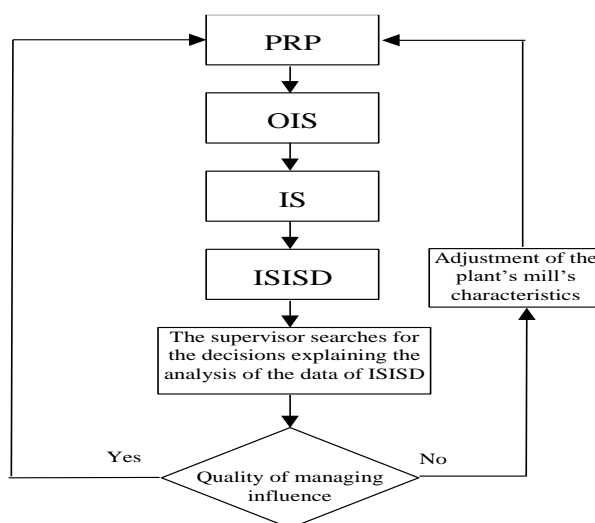 PRP
OIS
IS
ISISD
Adjustment of the
plant's mill's
characteristics
The supervisor searches for
the decisions explaining the
analysis of the data of ISISD
Yes
No
Quality of managing
influence